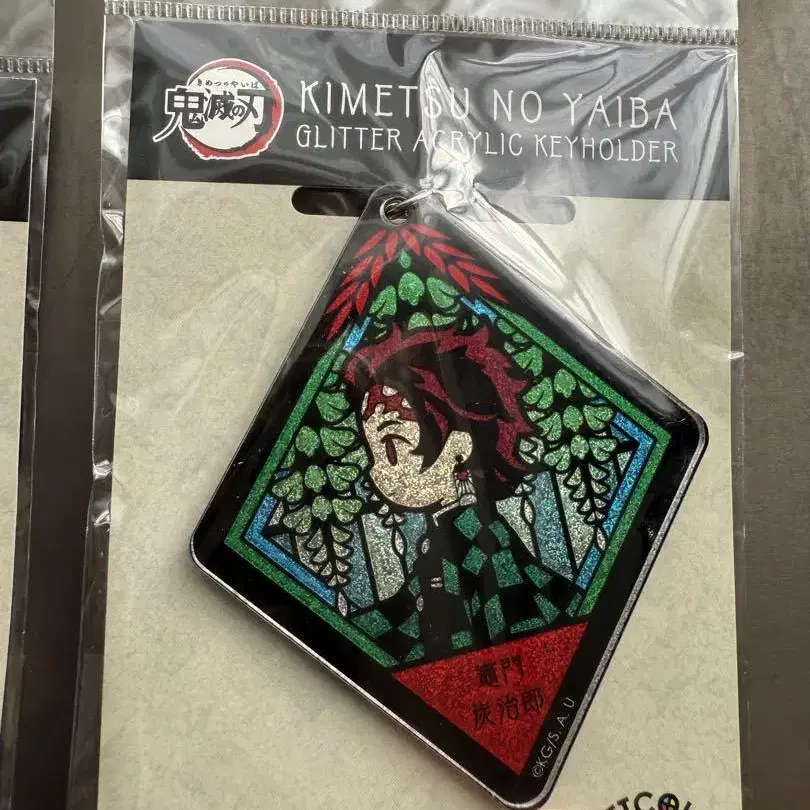 きめつのやいば
鬼滅の刃
KIMETSU NO YAIBA
GLITTER ACRYLIC KEYHOLDER
竈門
炭治郎
©KG/S. A. U